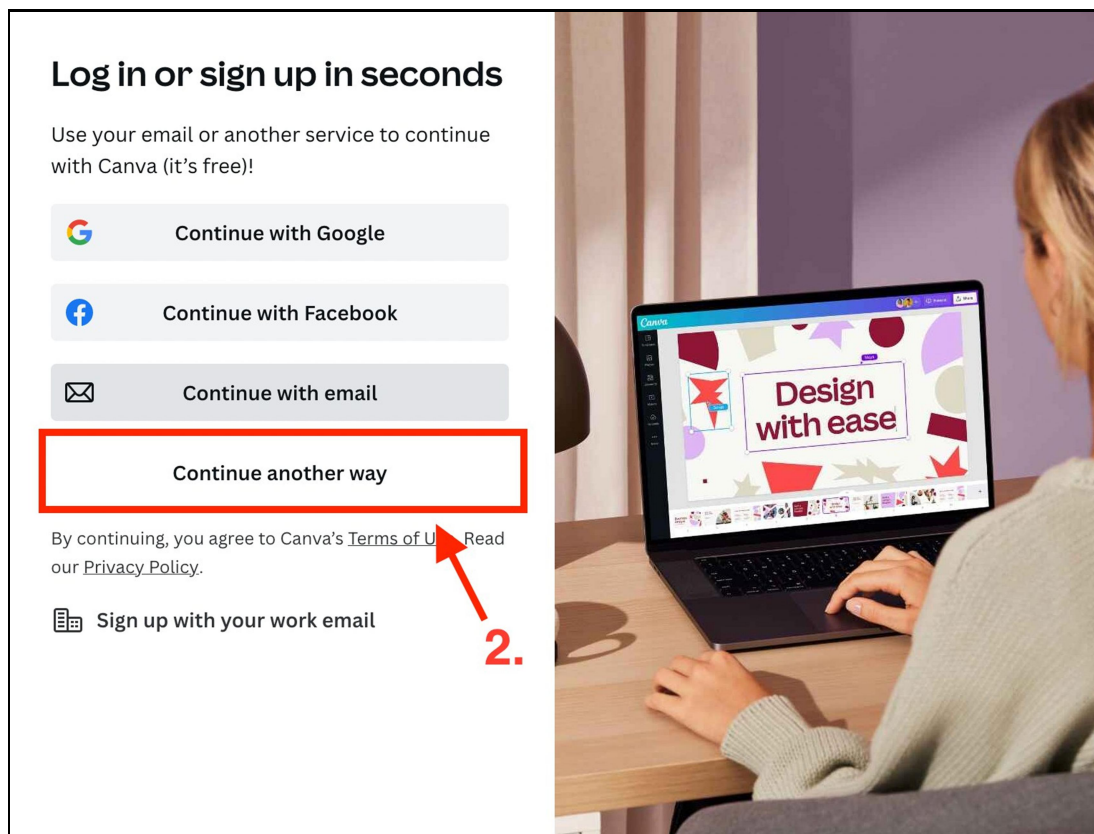 Log in or sign up in seconds
Use your email or another service to continue
with Canva (it's free)!
Continue with Google
Continue with Facebook
Continue with email
Continue another way
By continuing, you agree to Canva's Terms of U Read
our Privacy Policy.
Sign up with your work email
2.
Canva
Design
with ease